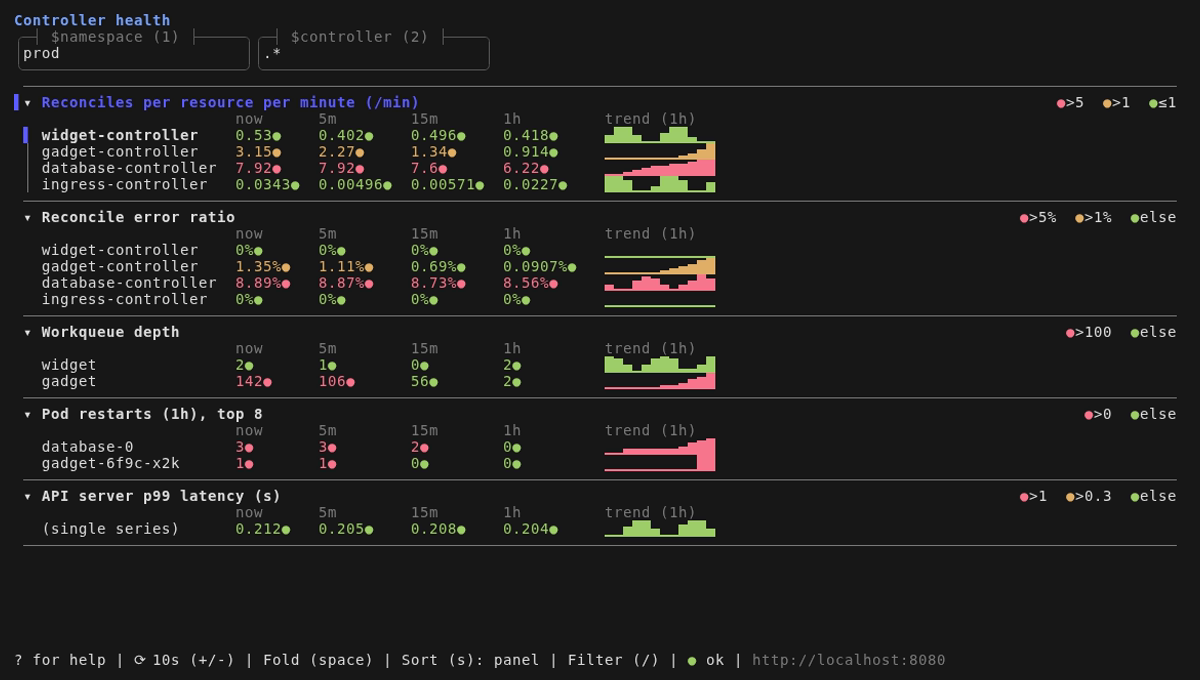 Controller health
$namespace (1) $controller (2)
prod .*
▾ Reconciles per resource per minute (/min) ●>5 ●>1 ●≤1
now 5m 15m 1h trend (1h)
widget-controller 0.53● 0.402● 0.496● 0.418●
gadget-controller 3.15● 2.27● 1.34● 0.914●
database-controller 7.92● 7.92● 7.6● 6.22●
ingress-controller 0.0343● 0.00496● 0.00571● 0.0227●
▾ Reconcile error ratio ●>5% ●>1% ●else
now 5m 15m 1h trend (1h)
widget-controller 0%● 0%● 0%● 0%●
gadget-controller 1.35%● 1.11%● 0.69%● 0.0907%●
database-controller 8.89%● 8.87%● 8.73%● 8.56%●
ingress-controller 0%● 0%● 0%● 0%●
▾ Workqueue depth ●>100 ●else
now 5m 15m 1h trend (1h)
widget 2● 1● 0● 2●
gadget 142● 106● 56● 2●
▾ Pod restarts (1h), top 8 ●>0 ●else
now 5m 15m 1h trend (1h)
database-0 3● 3● 2● 0●
gadget-6f9c-x2k 1● 1● 0● 0●
▾ API server p99 latency (s) ●>1 ●>0.3 ●else
now 5m 15m 1h trend (1h)
(single series) 0.212● 0.205● 0.208● 0.204●
? for help | ⟳ 10s (+/-) | Fold (space) | Sort (s): panel | Filter (/) | ● ok | http://localhost:8080